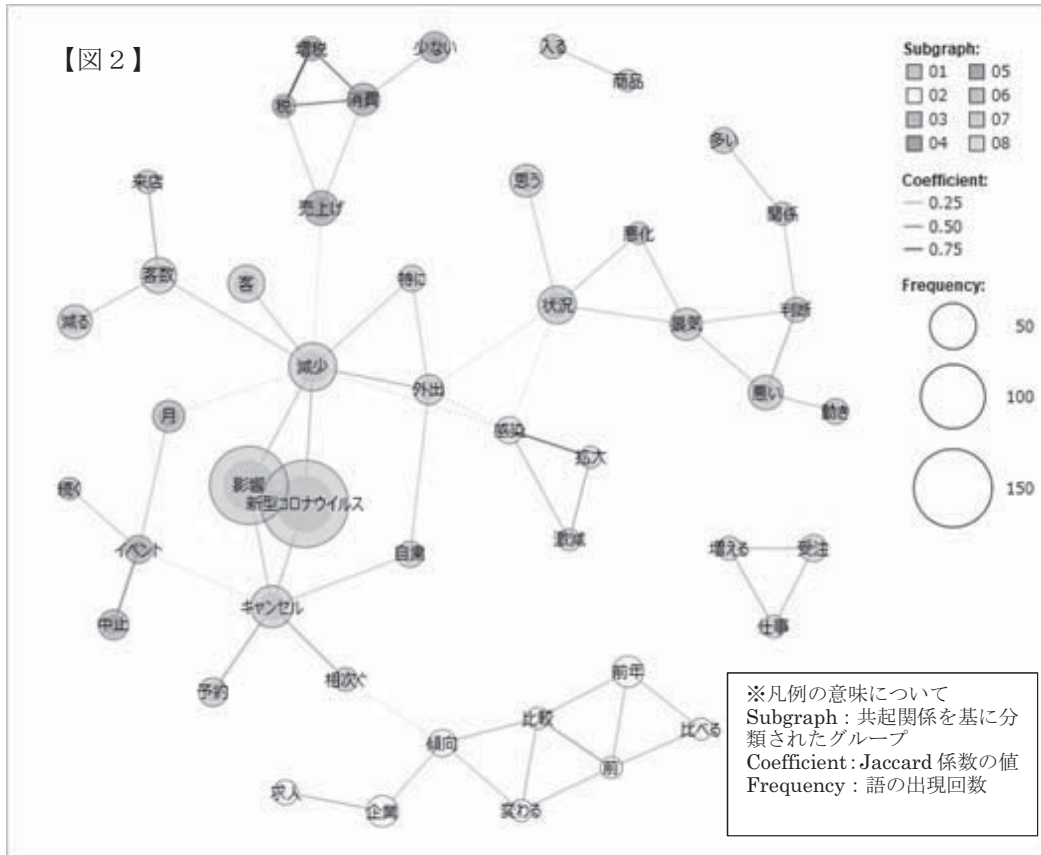 【図2】
増税
少ない
入る
税
消費
商品
来店
売上げ
思う
多い
関係
悪化
客数
客
特に
状況
減る
景気
判断
減少
外出
悪い
動き
月
感染
拡大
影響
新型コロナウイルス
続く
激減
イベント
自粛
増える
受注
キャンセル
中止
仕事
予約
相次ぐ
前年
比較
比べる
傾向
前
求人
企業
変わる
Subgraph:
01 05
02 06
03 07
04 08
Coefficient:
0.25
0.50
0.75
Frequency:
50
100
150
※凡例の意味について
Subgraph:共起関係を基に分
類されたグループ
Coefficient:Jaccard 係数の値
Frequency:語の出現回数